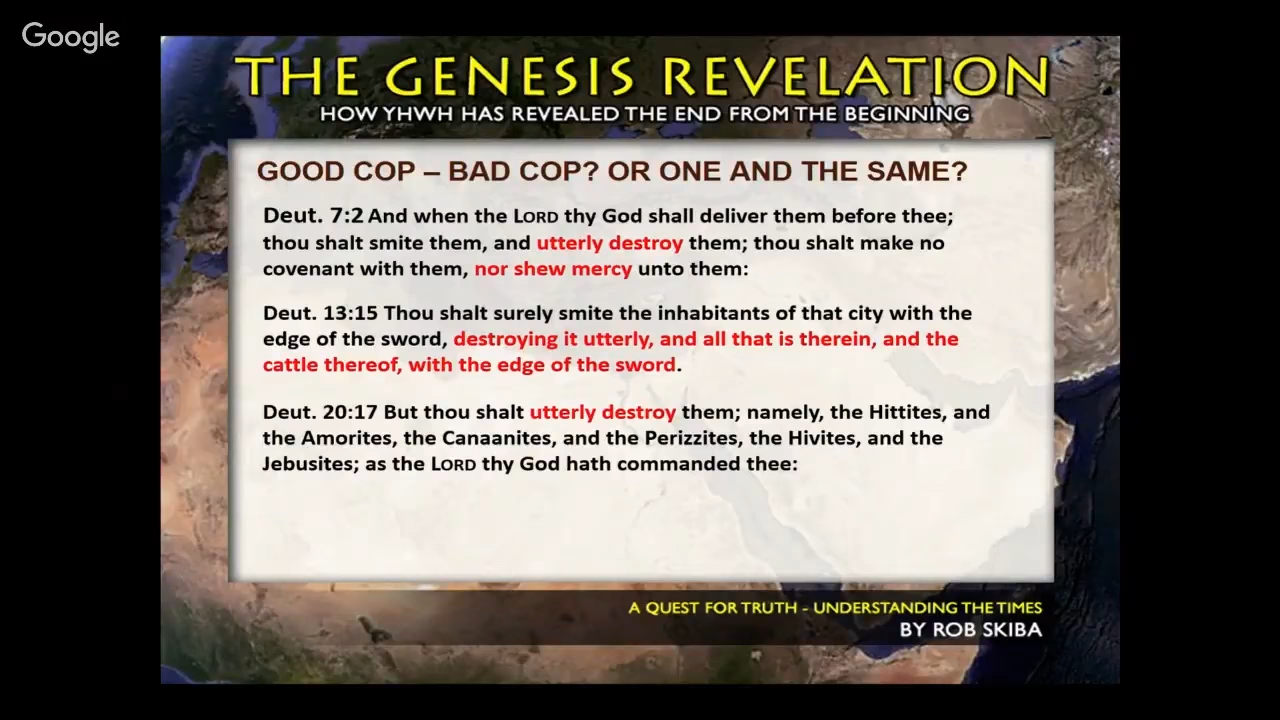 Google
THE GENESIS REVELATION
HOW YHWH HAS REVEALED THE END FROM THE BEGINNING
GOOD COP – BAD COP? OR ONE AND THE SAME?
Deut. 7:2 And when the LORD thy God shall deliver them before thee;
thou shalt smite them, and utterly destroy them; thou shalt make no
covenant with them, nor shew mercy unto them:
Deut. 13:15 Thou shalt surely smite the inhabitants of that city with the
edge of the sword, destroying it utterly, and all that is therein, and the
cattle thereof, with the edge of the sword.
Deut. 20:17 But thou shalt utterly destroy them; namely, the Hittites, and
the Amorites, the Canaanites, and the Perizzites, the Hivites, and the
Jebusites; as the LORD thy God hath commanded thee:
A QUEST FOR TRUTH - UNDERSTANDING THE TIMES
BY ROB SKIBA